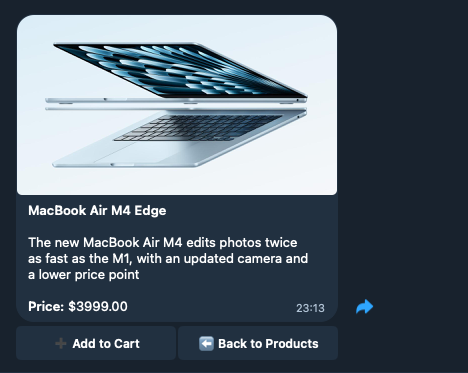 MacBook Air M4 Edge
The new MacBook Air M4 edits photos twice
as fast as the M1, with an updated camera and
a lower price point
Price: $3999.00
23:13
➕ Add to Cart
⬅️ Back to Products